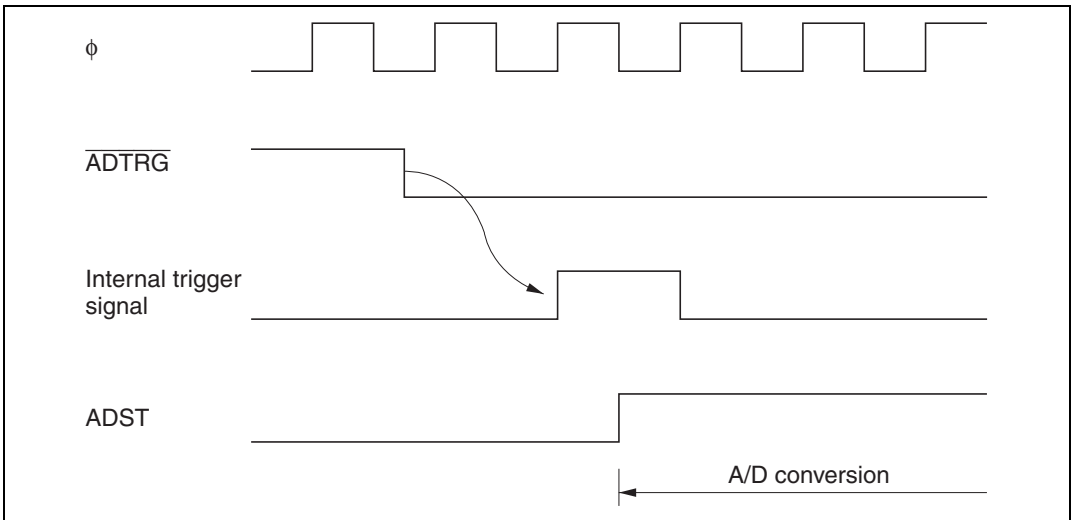 ϕ
ADTRG
Internal trigger
signal
ADST
A/D conversion